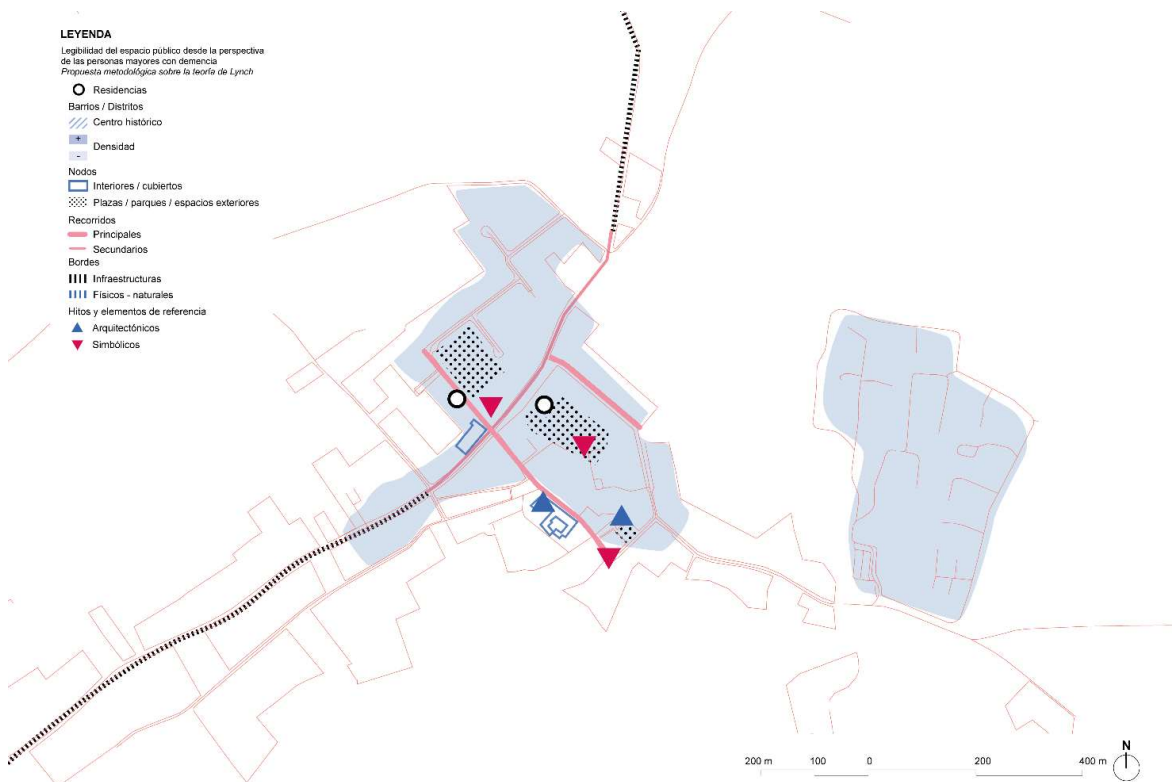 LEYENDA
Legibilidad del espacio público desde la perspectiva
de las personas mayores con demencia
Propuesta metodológica sobre la teoría de Lynch
Residencias
Barrios / Distritos
Centro histórico
+
Densidad
-
Nodos
Interiores / cubiertos
Plazas / parques / espacios exteriores
Recorridos
Principales
Secundarios
Bordes
Infraestructuras
Físicos - naturales
Hitos y elementos de referencia
Arquitectónicos
Simbólicos
N
200 m 100 0 200 400 m